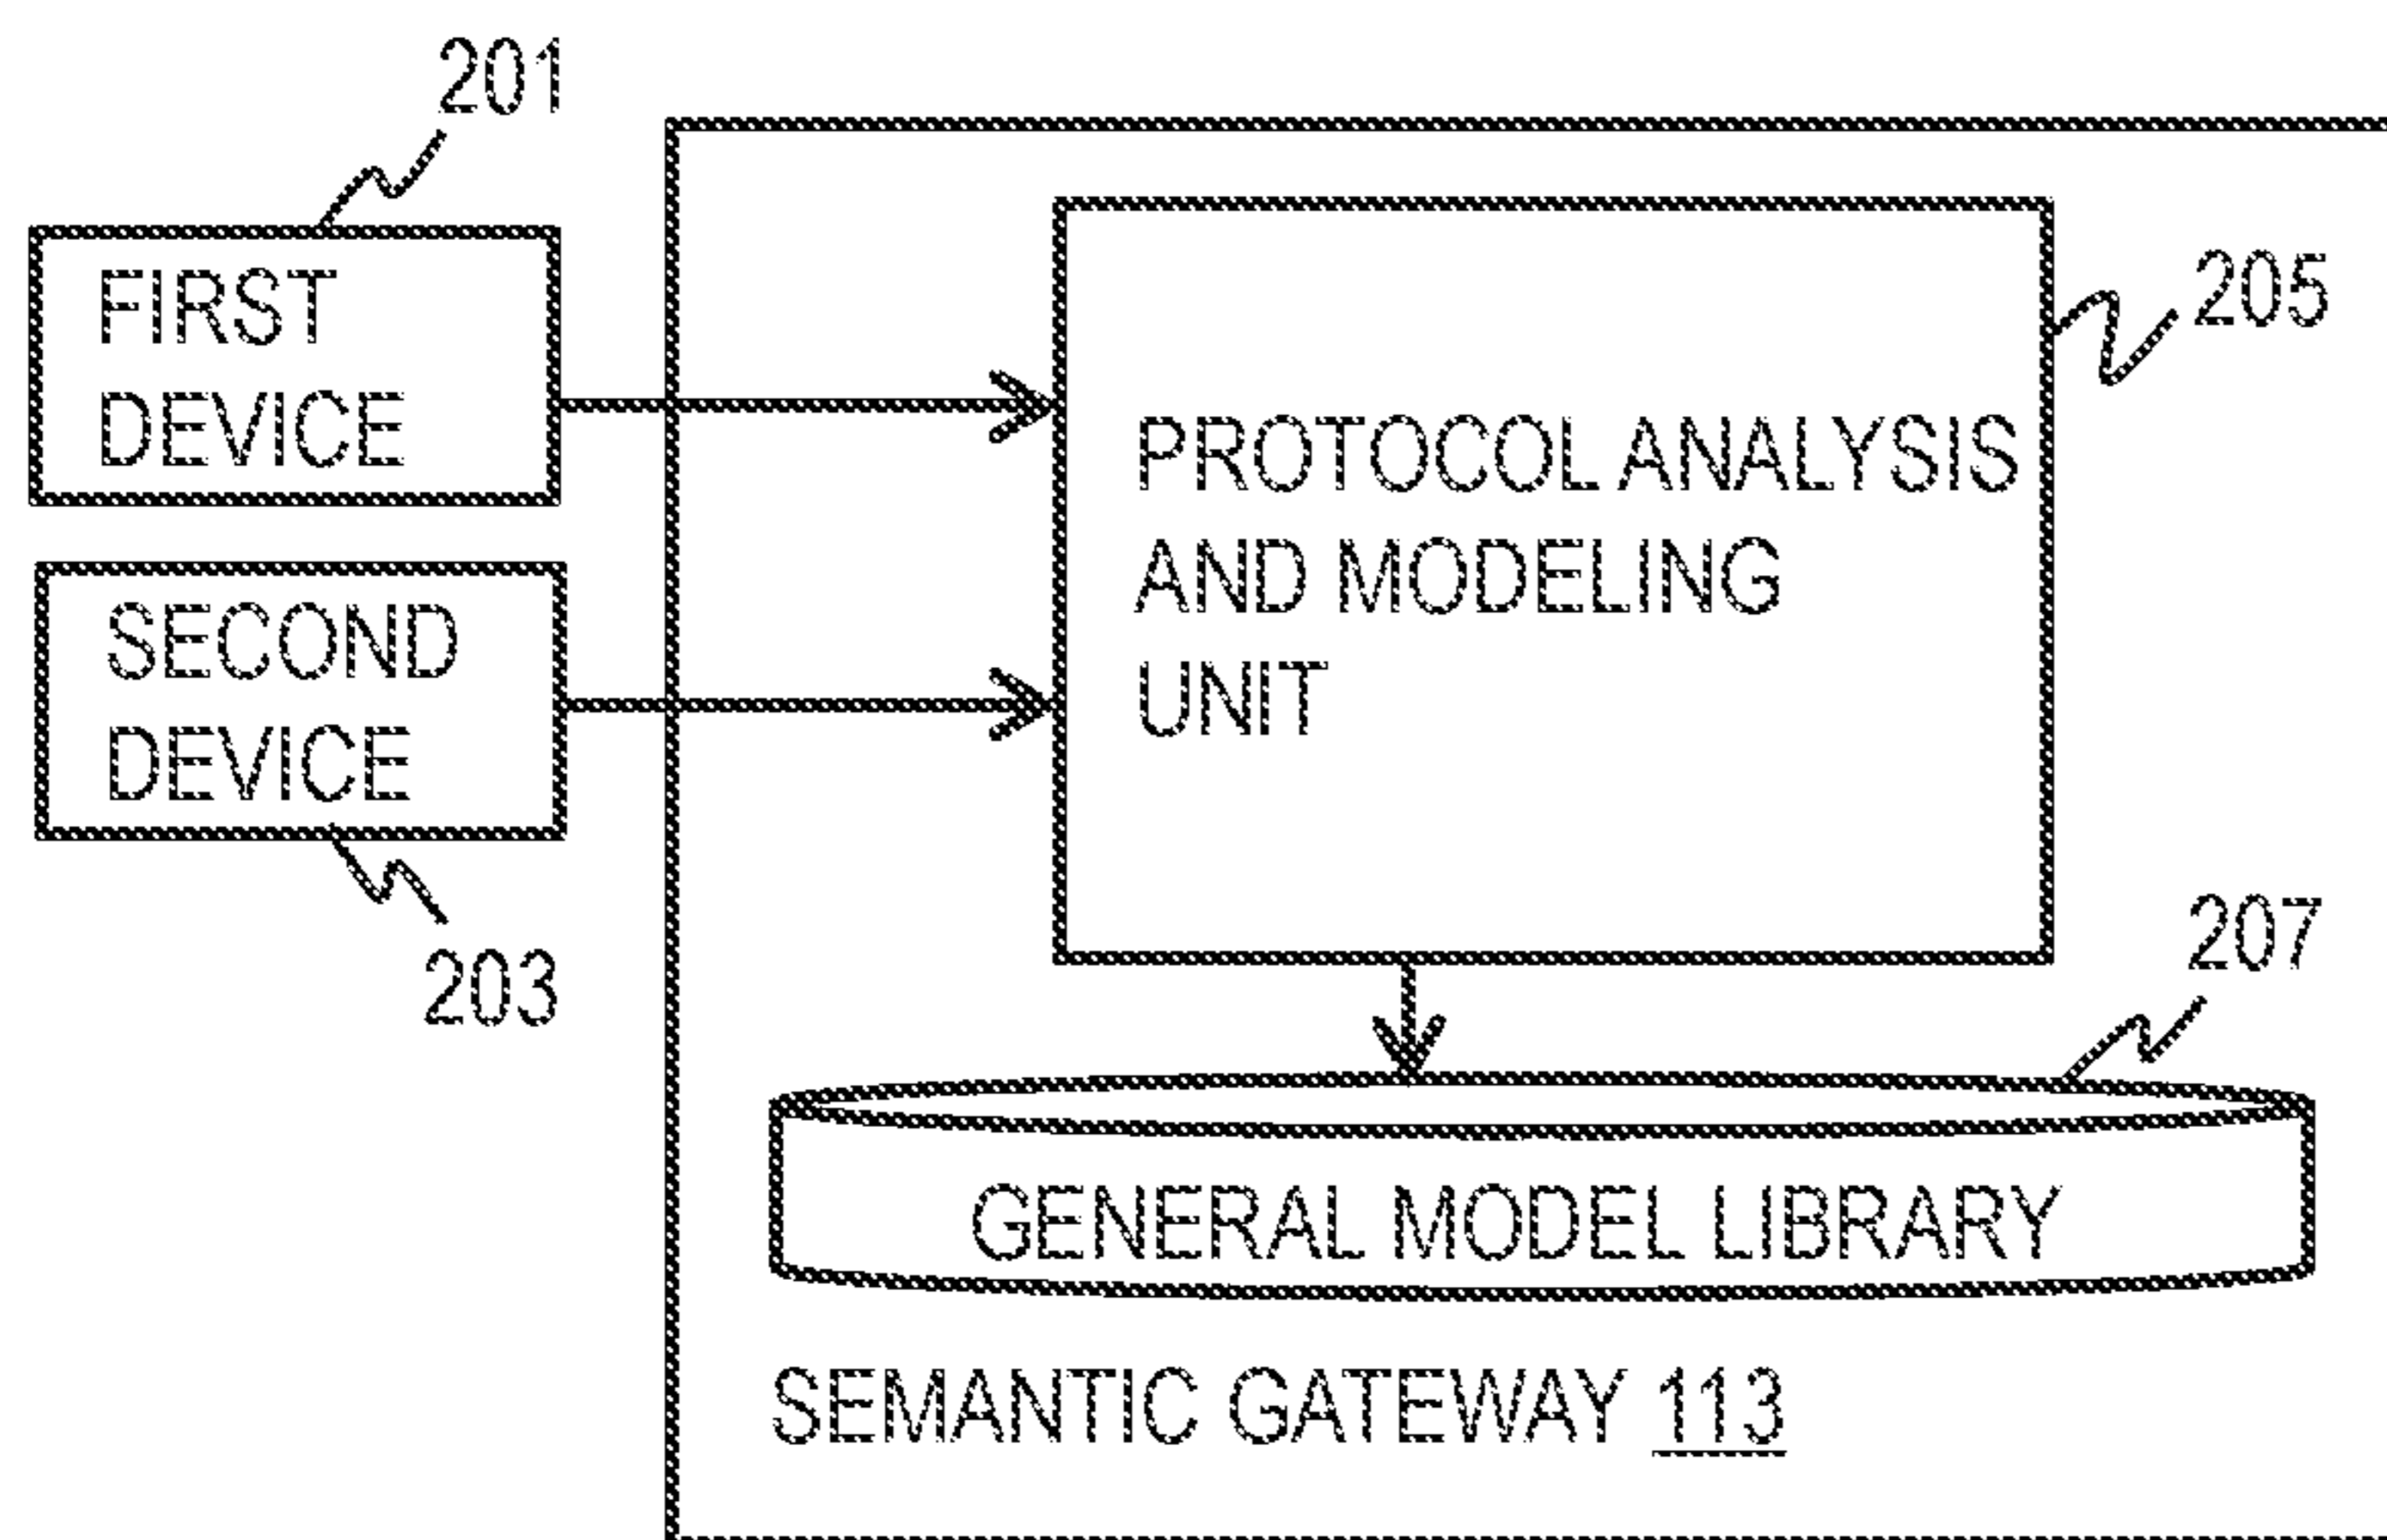 201
FIRST
DEVICE
SECOND
DEVICE
203
PROTOCOL ANALYSIS
AND MODELING
UNIT
205
207
GENERAL MODEL LIBRARY
SEMANTIC GATEWAY 113